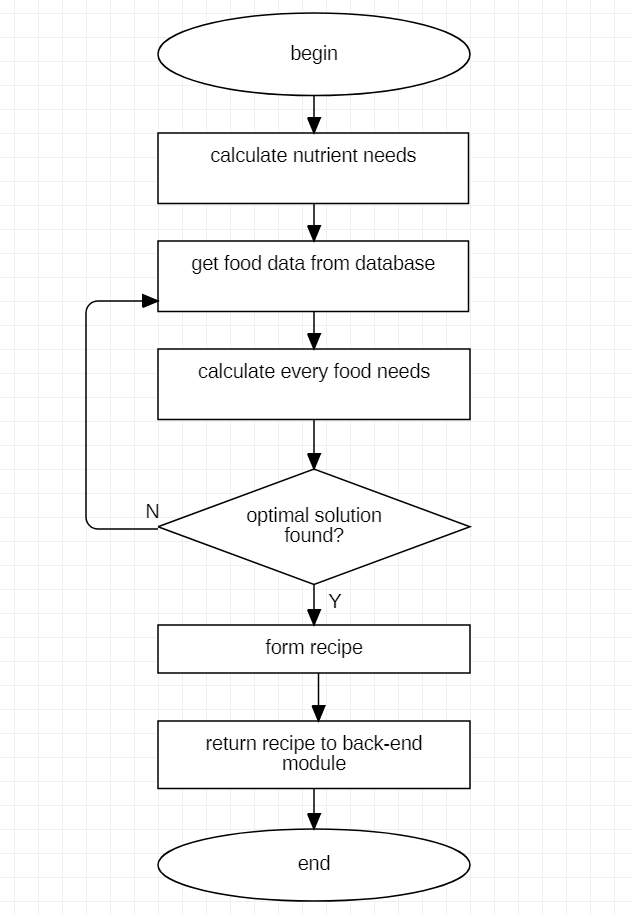 begin
calculate nutrient needs
get food data from database
calculate every food needs
N
optimal solution
found?
Y
form recipe
return recipe to back-end
module
end